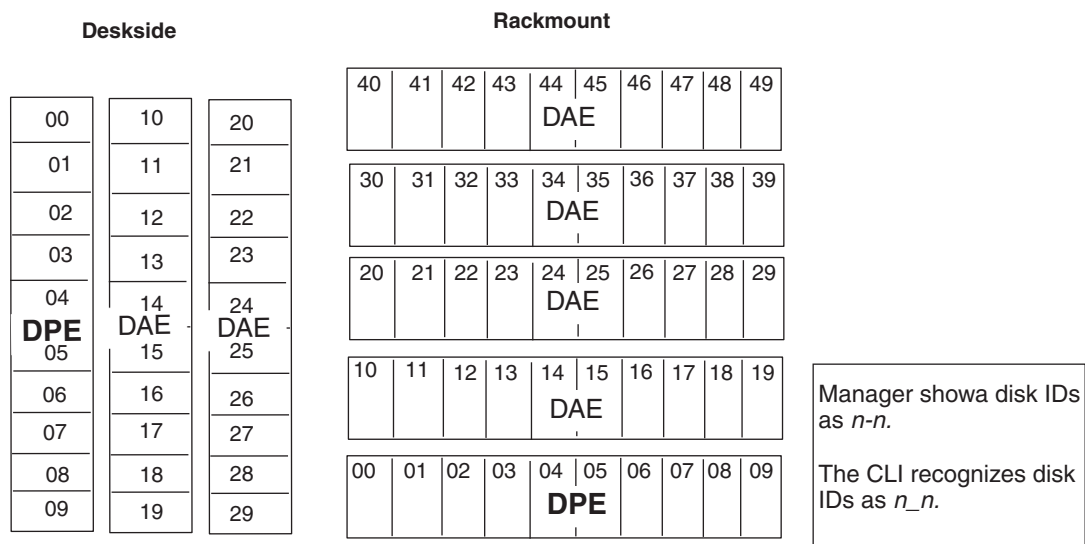 Deskside
Rackmount
00
01
02
03
04
DPE
05
06
07
08
09
10
11
12
13
14
DAE
15
16
17
18
19
20
21
22
23
24
DAE
25
26
27
28
29
40 41 42 43 44 45 46 47 48 49
DAE
30 31 32 33 34 35 36 37 38 39
DAE
20 21 22 23 24 25 26 27 28 29
DAE
10 11 12 13 14 15 16 17 18 19
DAE
00 01 02 03 04 05 06 07 08 09
DPE
Manager showa disk IDs
as n-n.
The CLI recognizes disk
IDs as n_n.